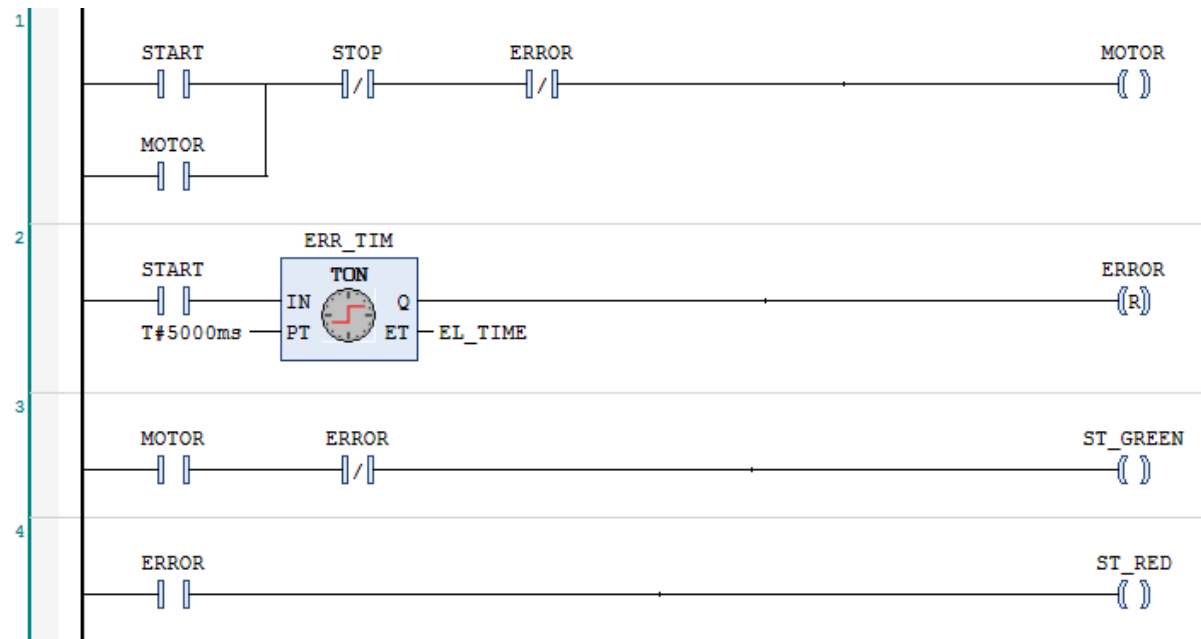 1
START STOP ERROR MOTOR
MOTOR
2
ERR_TIM
START TON ERROR
IN Q R
T#5000ms PT ET EL_TIME
3
MOTOR ERROR ST_GREEN
4
ERROR ST_RED